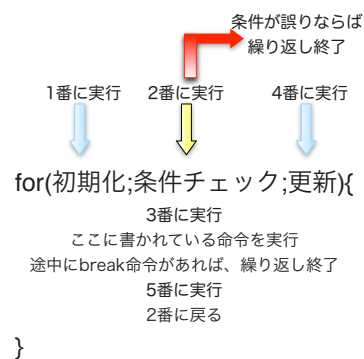 条件が誤りならば
繰り返し終了
1番に実行 2番に実行 4番に実行
for(初期化;条件チェック;更新){
3番に実行
ここに書かれている命令を実行
途中にbreak命令があれば、繰り返し終了
5番に実行
2番に戻る
}